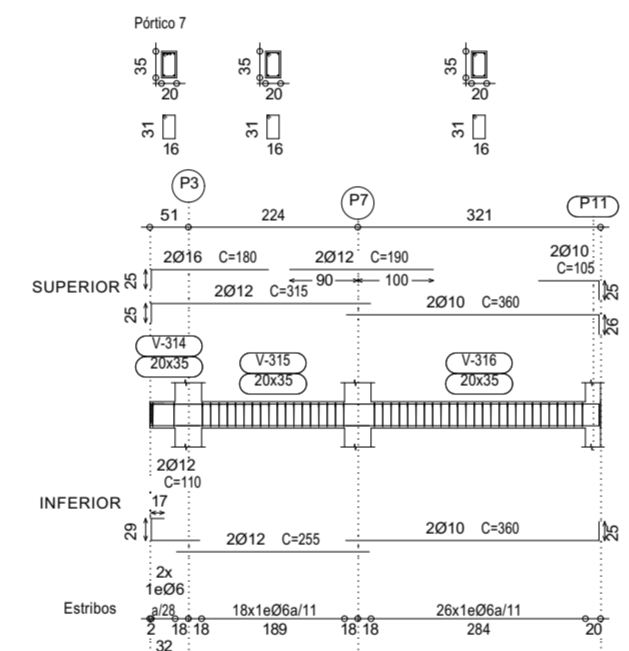 Pórtico 7
35
20
35
20
35
20
31
16
31
16
31
16
P3
P7
P11
51
224
321
2Ø16 C=180
2Ø12 C=190
2Ø10
C=105
25
90
100
25
SUPERIOR
2Ø12 C=315
25
2Ø10 C=360
26
V-314
20x35
V-315
20x35
V-316
20x35
2Ø12
C=110
INFERIOR
17
29
2Ø12 C=255
2Ø10 C=360
25
2x
1eØ6
a/28
Estribos
18x1eØ6a/11
26x1eØ6a/11
2
18
18
189
18
18
284
20
32